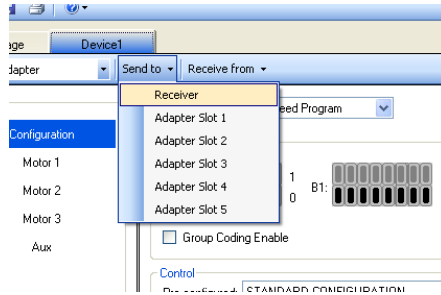 age Device1
dapter Send to Receive from
Receiver
eed Program
Adapter Slot 1
Configuration
Adapter Slot 2
Motor 1
Adapter Slot 3
1
B1:
Motor 2
Adapter Slot 4
0
Motor 3
Adapter Slot 5
Aux
Group Coding Enable
Control
STANDARD CONFIGURATION